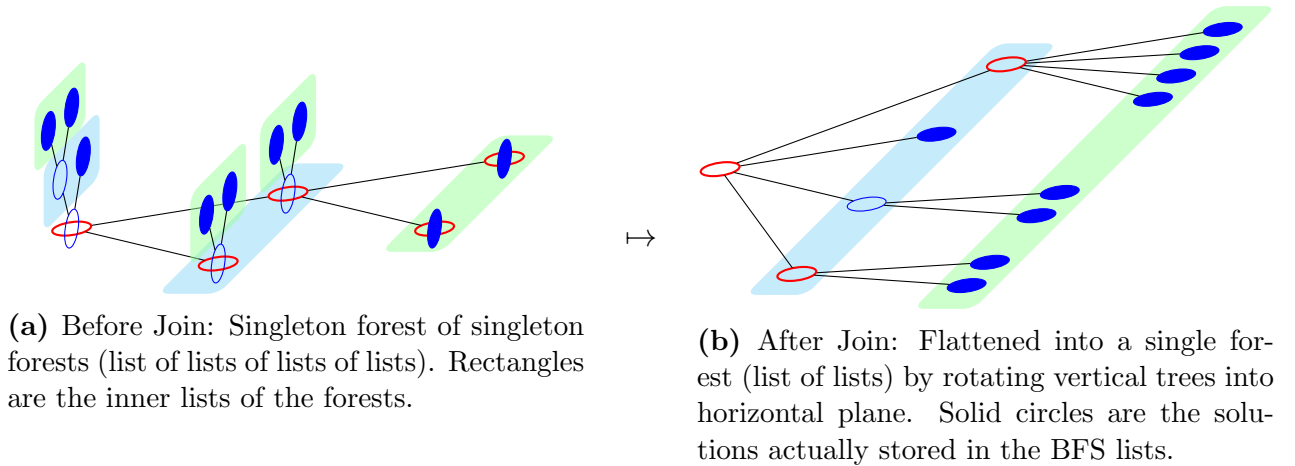 ↦
(a) Before Join: Singleton forest of singleton
forests (list of lists of lists of lists). Rectangles
are the inner lists of the forests.
(b) After Join: Flattened into a single for-
est (list of lists) by rotating vertical trees into
horizontal plane. Solid circles are the solu-
tions actually stored in the BFS lists.